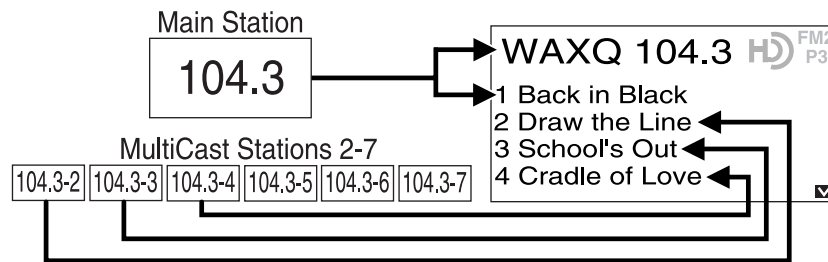 Main Station
104.3
WAXQ 104.3 HD FM2
P3
1 Back in Black
2 Draw the Line
3 School's Out
4 Cradle of Love
MultiCast Stations 2-7
104.3-2 104.3-3 104.3-4 104.3-5 104.3-6 104.3-7